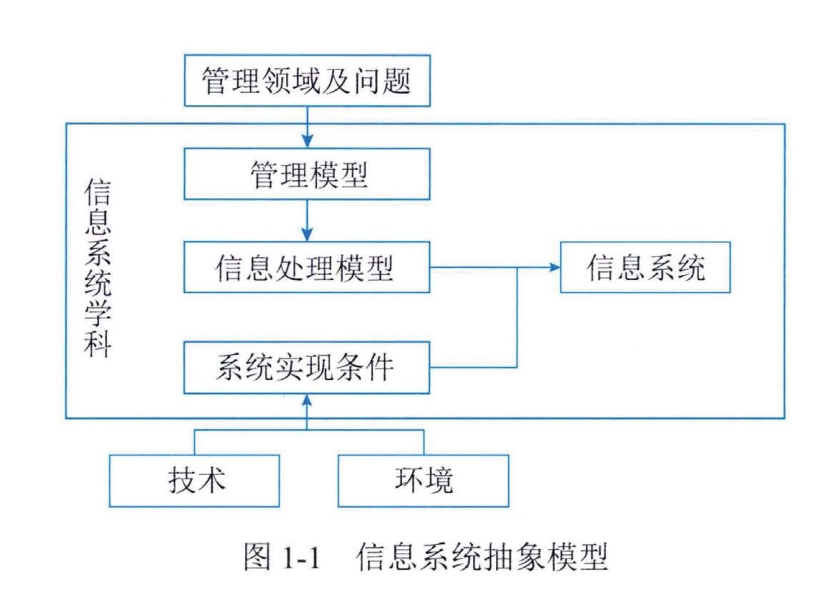 管理领域及问题
管理模型
信息系统学科
信息处理模型
信息系统
系统实现条件
技术
环境
图 1-1 信息系统抽象模型